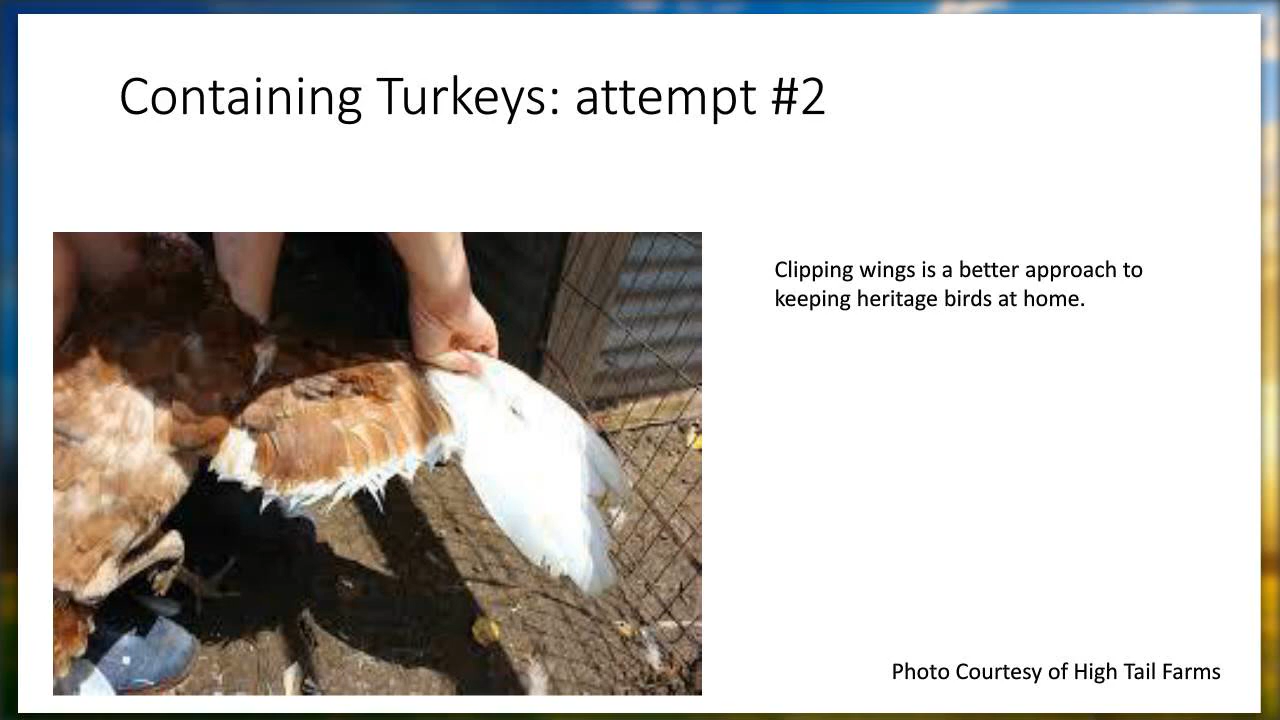 Containing Turkeys: attempt #2
Clipping wings is a better approach to
keeping heritage birds at home.
Photo Courtesy of High Tail Farms